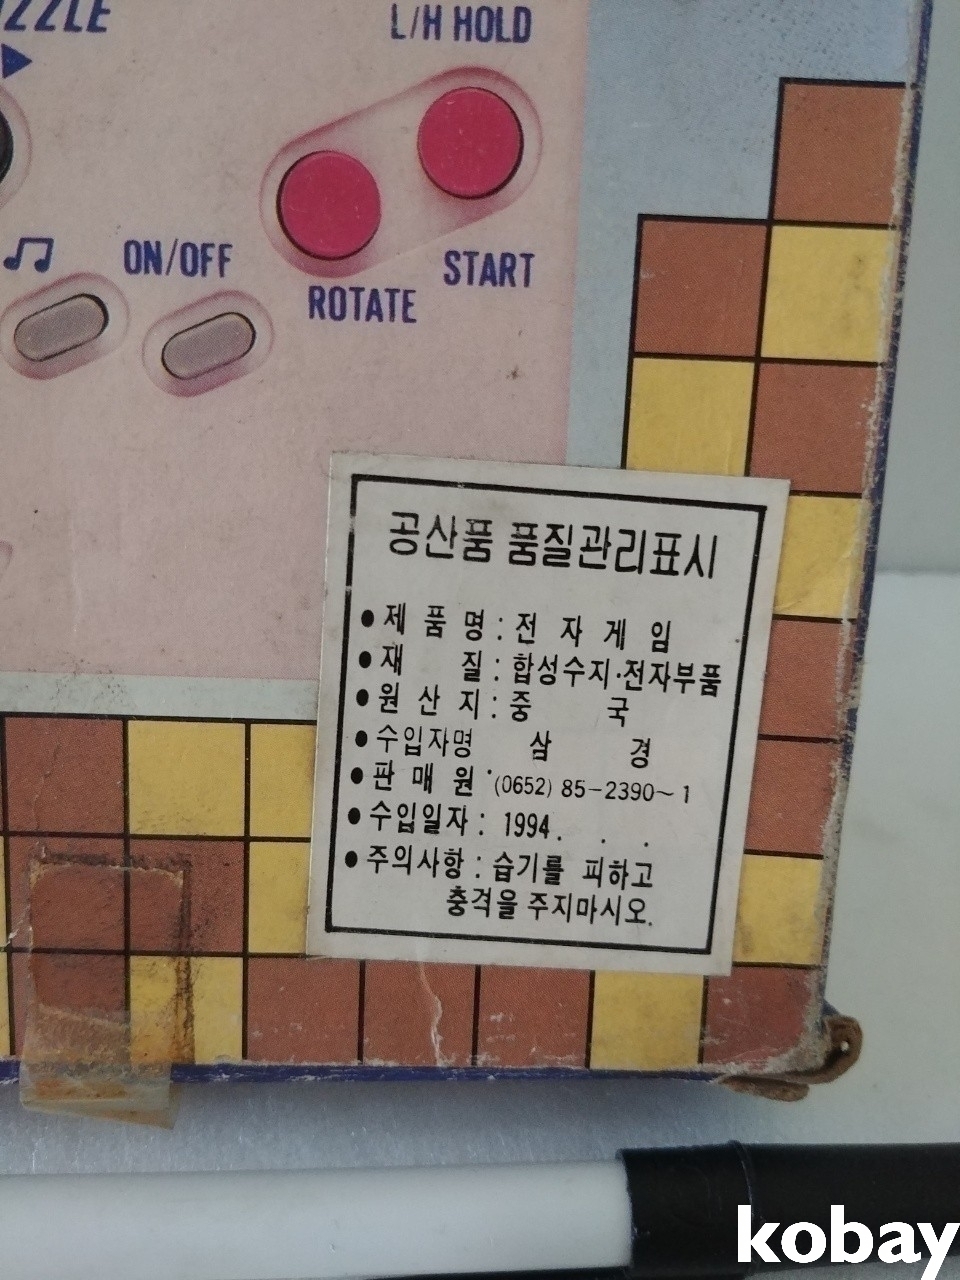 ZZLE
L/H HOLD
ON/OFF
START
ROTATE
공산품 품질관리표시
●제 품 명 : 전 자 게 임
●재 질 : 합성수지·전자부품
●원 산 지 : 중 국
●수입자명 삼 경
●판 매 원 (0652) 85-2390~1
●수입일자 : 1994. . .
●주의사항 : 습기를 피하고
충격을 주지마시오.
kobay